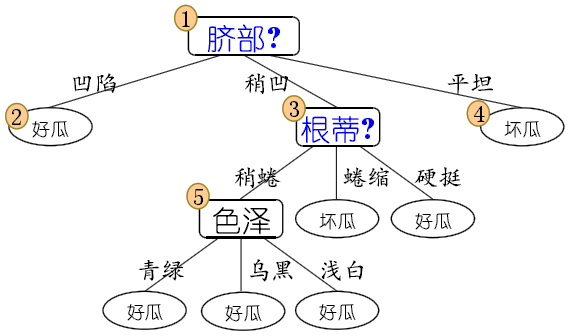 1
脐部?
凹陷
稍凹
平坦
2
好瓜
3
根蒂?
4
坏瓜
稍蜷
蜷缩
硬挺
5
色泽
坏瓜
好瓜
青绿
乌黑
浅白
好瓜
好瓜
好瓜